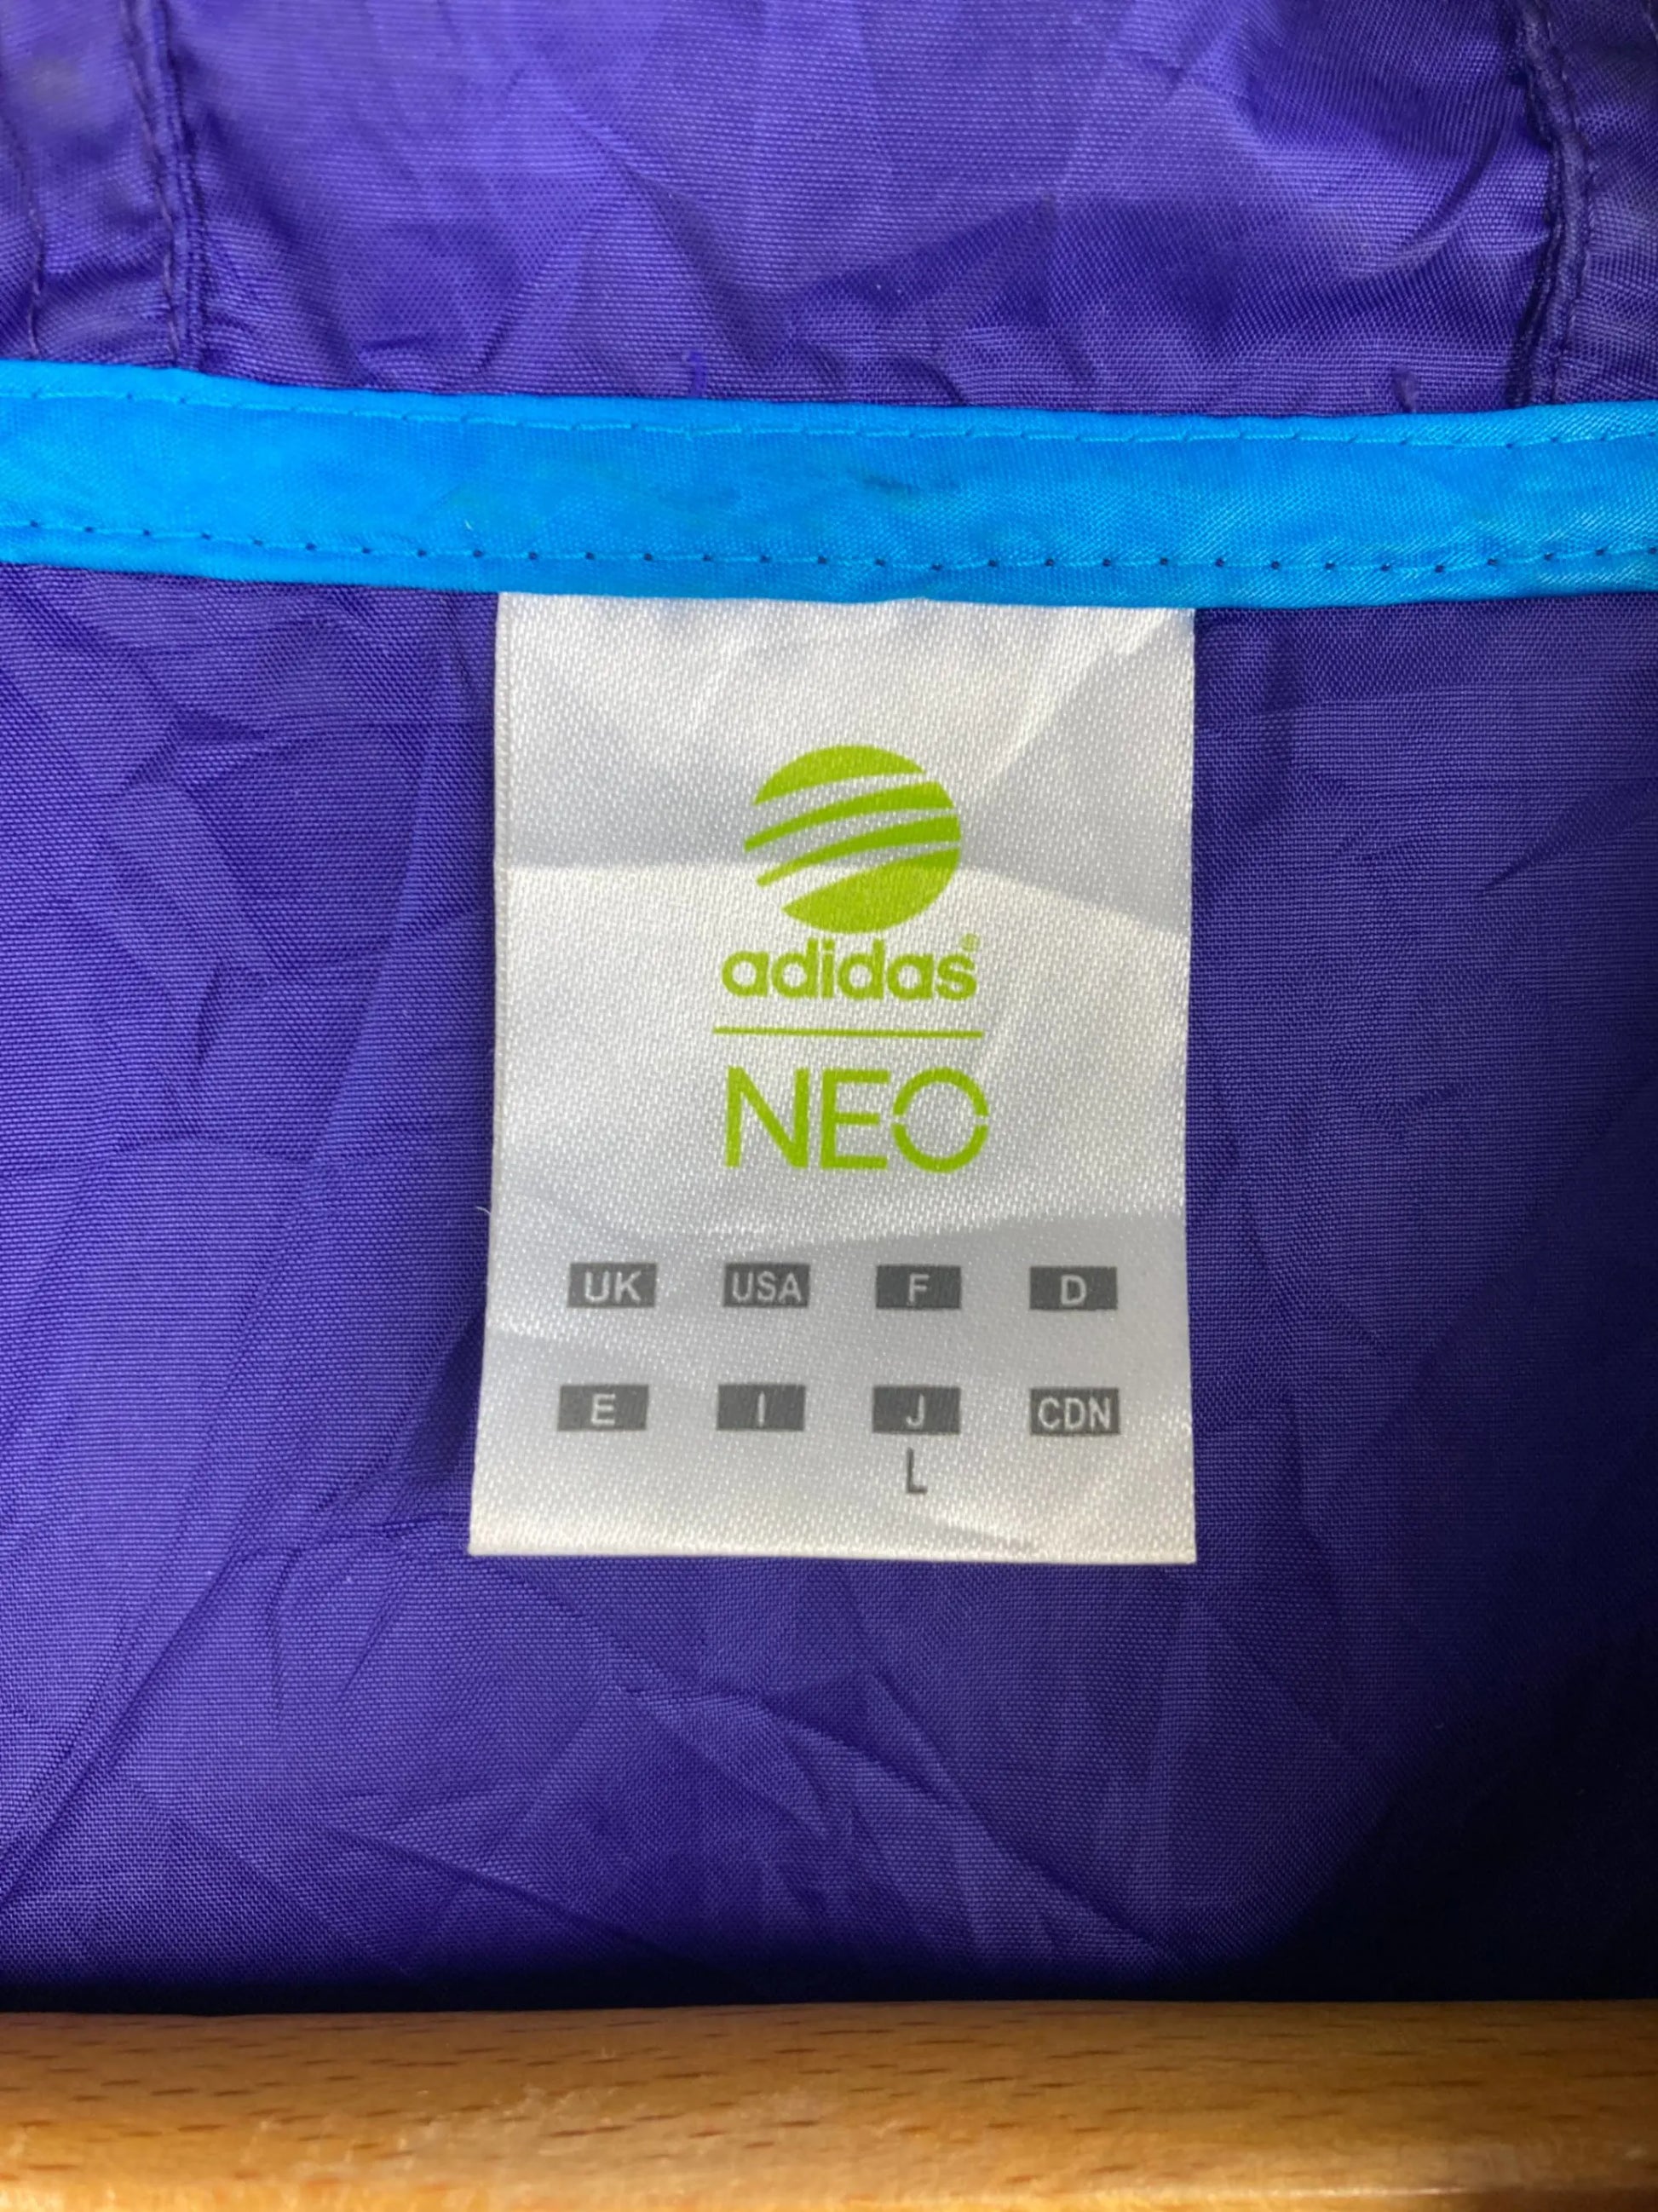 adidas®
NEO
UK USA F D
E I J CDN
L